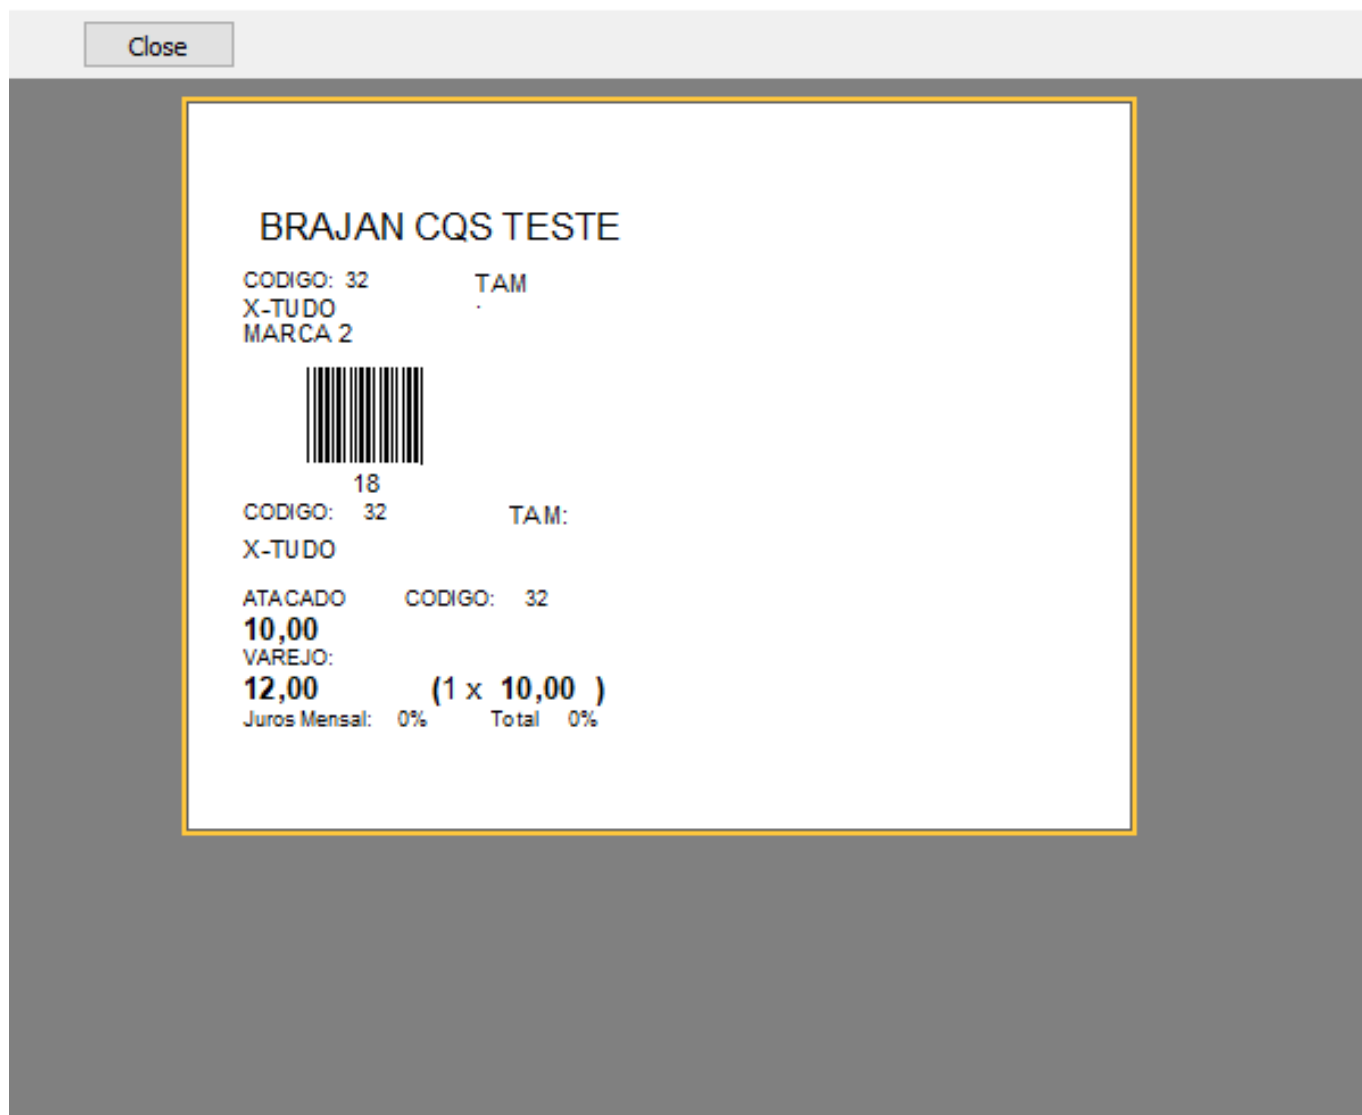 Close
BRAJAN CQS TESTE
CODIGO: 32 TAM
X-TUDO .
MARCA 2
18
CODIGO: 32 TAM:
X-TUDO
ATACADO CODIGO: 32
10,00
VAREJO:
12,00 (1 x 10,00 )
Juros Mensal: 0% Total 0%